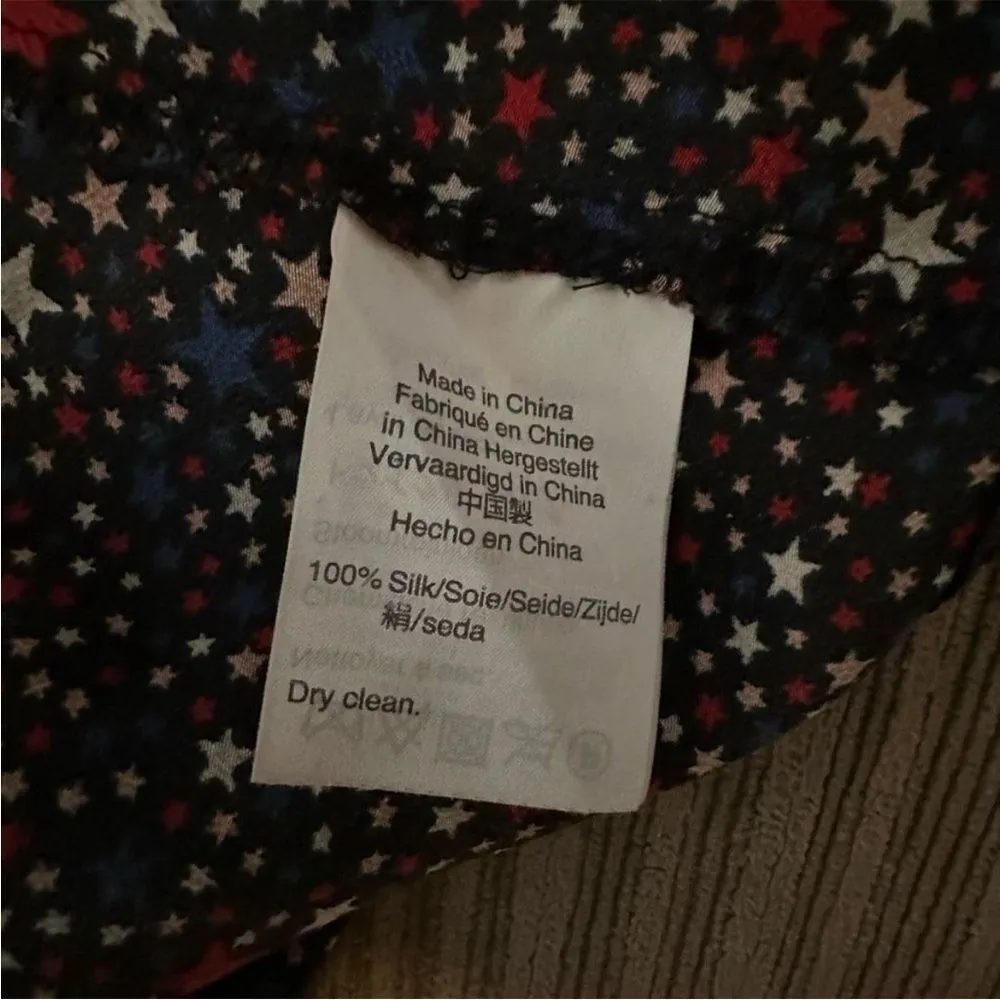 Made in China
Fabriqué en Chine
in China Hergestellt
Vervaardigd in China
中国製
Hecho en China
100% Silk/Soie/Seide/Zijde/
絹/seda
Dry clean.